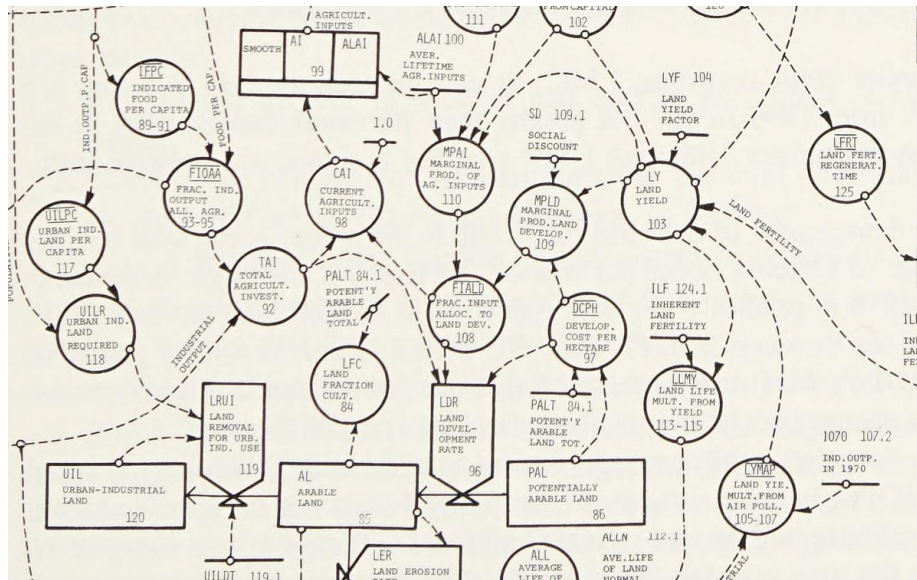 AGRICULT.
INPUTS
SMOOTH
AI
ALAI
99
ALAI 100
AVER.
LIFETIME
AGR.INPUTS
111
FROM CAPITAL
102
LYF 104
LAND
YIELD
FACTOR
IFPC
INDICATED
FOOD
PER CAPITA
89-91
IND.OUTP.P.CAP
FOOD PER CAP.
1.0
SD 109.1
SOCIAL
DISCOUNT
LFRT
LAND FERT.
REGENERAT.
TIME
125
FIOAA
FRAC. IND.
OUTPUT
ALL. AGR.
93-95
CAI
CURRENT
AGRICULT.
INPUTS
98
MPAI
MARGINAL
PROD. OF
AG. INPUTS
110
MPLD
MARGINAL
PROD.LAND
DEVELOP.
109
LY
LAND
YIELD
103
LAND FERTILITY
UILPC
URBAN IND.
LAND PER
CAPITA
117
TAI
TOTAL
AGRICULT.
INVEST.
92
PALT 84.1
POTENT'Y
ARABLE
LAND
TOTAL
FIALD
FRAC.INPUT
ALLOC. TO
LAND DEV.
108
DCPH
DEVELOP.
COST PER
HECTARE
97
ILF 124.1
INHERENT
LAND
FERTILITY
UILR
URBAN IND.
LAND
REQUIRED
118
INDUSTRIAL
OUTPUT
LFC
LAND
FRACTION
CULT.
84
LLMY
LAND LIFE
MULT. FROM
YIELD
113-115
LRUI
LAND
REMOVAL
FOR URB.
IND. USE
119
LDR
LAND
DEVEL-
OPMENT
RATE
96
PALT 84.1
POTENT'Y
ARABLE
LAND TOT.
IO70 107.2
IND.OUTP.
IN 1970
UIL
URBAN-INDUSTRIAL
LAND
120
AL
ARABLE
LAND
85
PAL
POTENTIALLY
ARABLE LAND
86
LYMAP
LAND YIE.
MULT.FROM
AIR POLL.
105-107
UILDT 119.1
LER
LAND EROSION
ALL
AVERAGE
LIFE OF
ALLN 112.1
AVE.LIFE
OF LAND
NORMAL